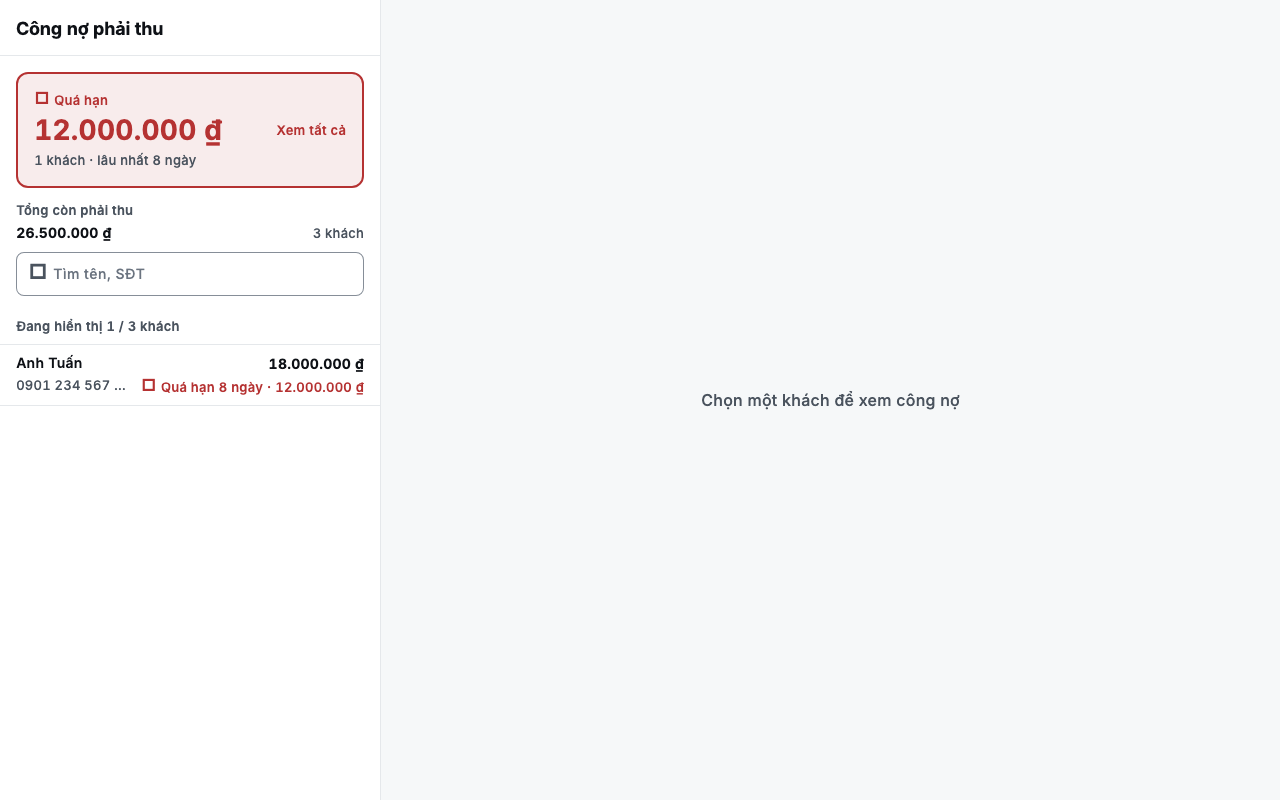 Công nợ phải thu
Quá hạn
12.000.000 ₫
Xem tất cả
1 khách · lâu nhất 8 ngày
Tổng còn phải thu
26.500.000 ₫
3 khách
Tìm tên, SĐT
Đang hiển thị 1 / 3 khách
Anh Tuấn
18.000.000 ₫
0901 234 567 ...
Quá hạn 8 ngày · 12.000.000 ₫
Chọn một khách để xem công nợ